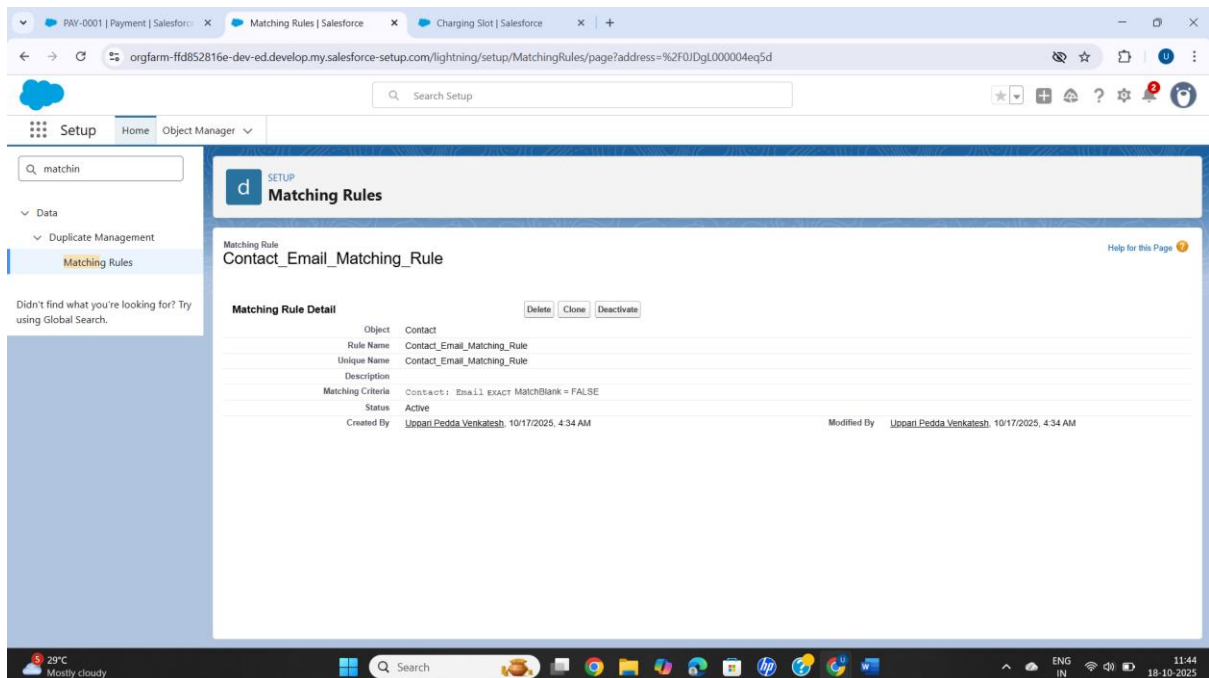 PAY-0001 | Payment | Salesforc
Matching Rules | Salesforce
Charging Slot | Salesforce
orgfarm-ffd852816e-dev-ed.develop.my.salesforce-setup.com/lightning/setup/MatchingRules/page?address=%2F0JDgL000004eq5d
U
Search Setup
2
Setup
Home
Object Manager
matchin
Data
Duplicate Management
Matching Rules
Didn't find what you're looking for? Try
using Global Search.
d
SETUP
Matching Rules
Matching Rule
Contact_Email_Matching_Rule
Help for this Page
Matching Rule Detail
Delete Clone Deactivate
Object Contact
Rule Name Contact_Email_Matching_Rule
Unique Name Contact_Email_Matching_Rule
Description
Matching Criteria Contact: Email EXACT MatchBlank = FALSE
Status Active
Created By Uppari Pedda Venkatesh, 10/17/2025, 4:34 AM Modified By Uppari Pedda Venkatesh, 10/17/2025, 4:34 AM
5
29°C
Mostly cloudy
Search
hp
U
W
ENG
IN
11:44
18-10-2025